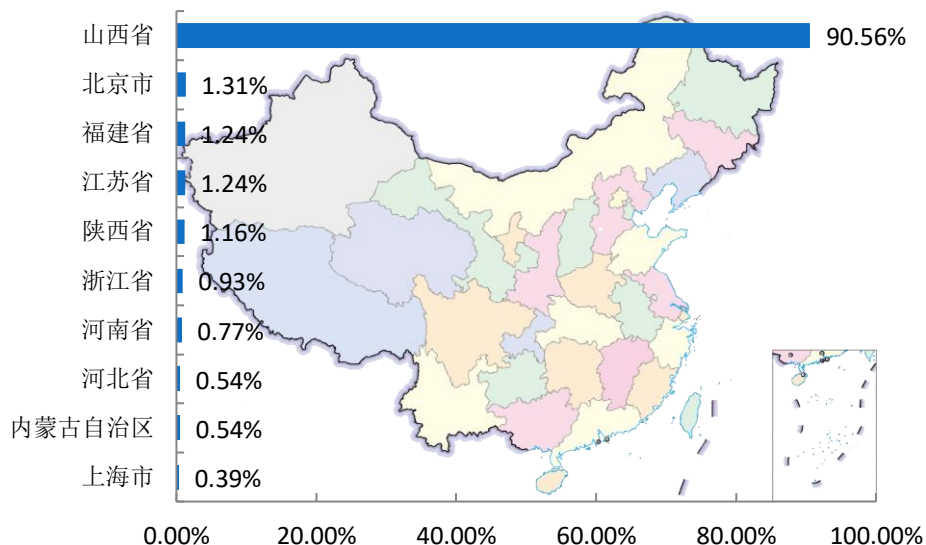 山西省 90.56%
北京市 1.31%
福建省 1.24%
江苏省 1.24%
陕西省 1.16%
浙江省 0.93%
河南省 0.77%
河北省 0.54%
内蒙古自治区 0.54%
上海市 0.39%
0.00% 20.00% 40.00% 60.00% 80.00% 100.00%